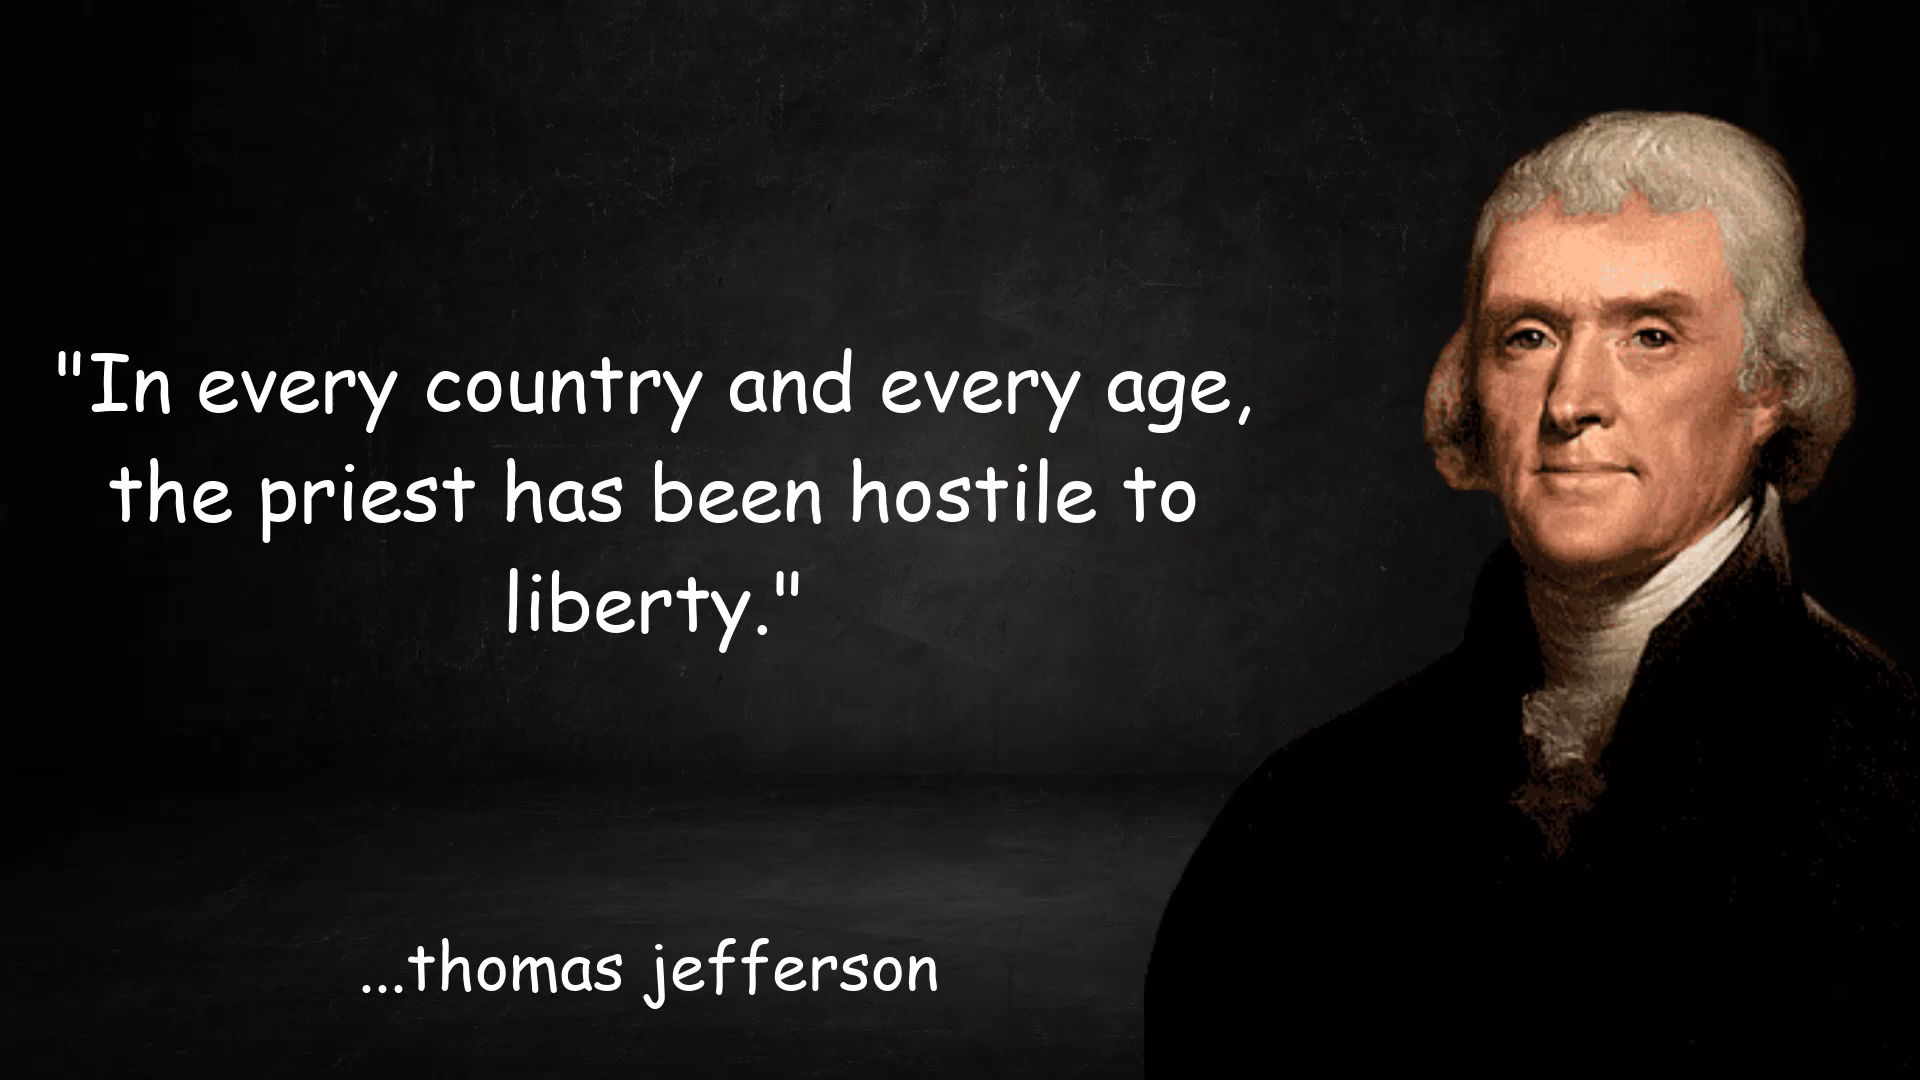 "In every country and every age,
the priest has been hostile to
liberty."
...thomas jefferson